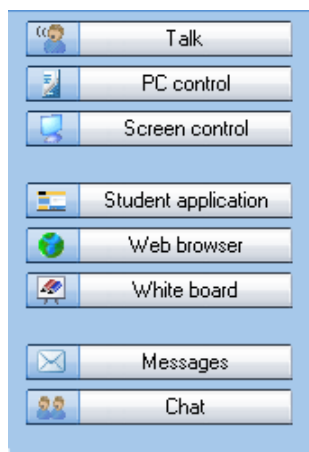 Talk
PC control
Screen control
Student application
Web browser
White board
Messages
Chat